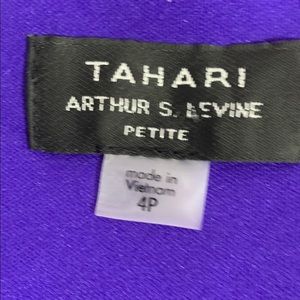 TAHARI
ARTHUR S. LEVINE
PETITE
made in
Vietnam
4P